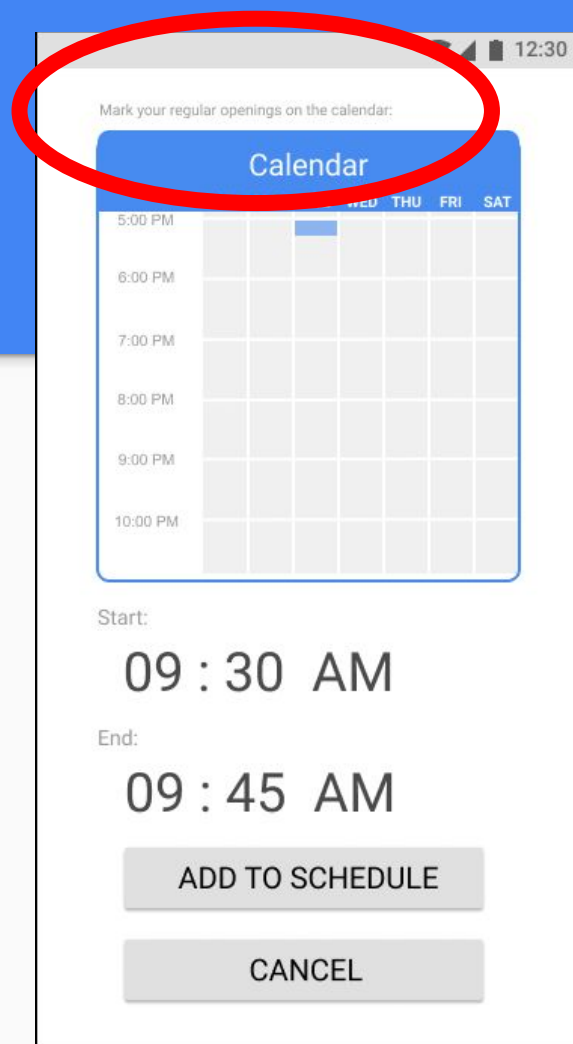 12:30
Mark your regular openings on the calendar:
Calendar
WED THU FRI SAT
5:00 PM
6:00 PM
7:00 PM
8:00 PM
9:00 PM
10:00 PM
Start:
09 : 30 AM
End:
09 : 45 AM
ADD TO SCHEDULE
CANCEL